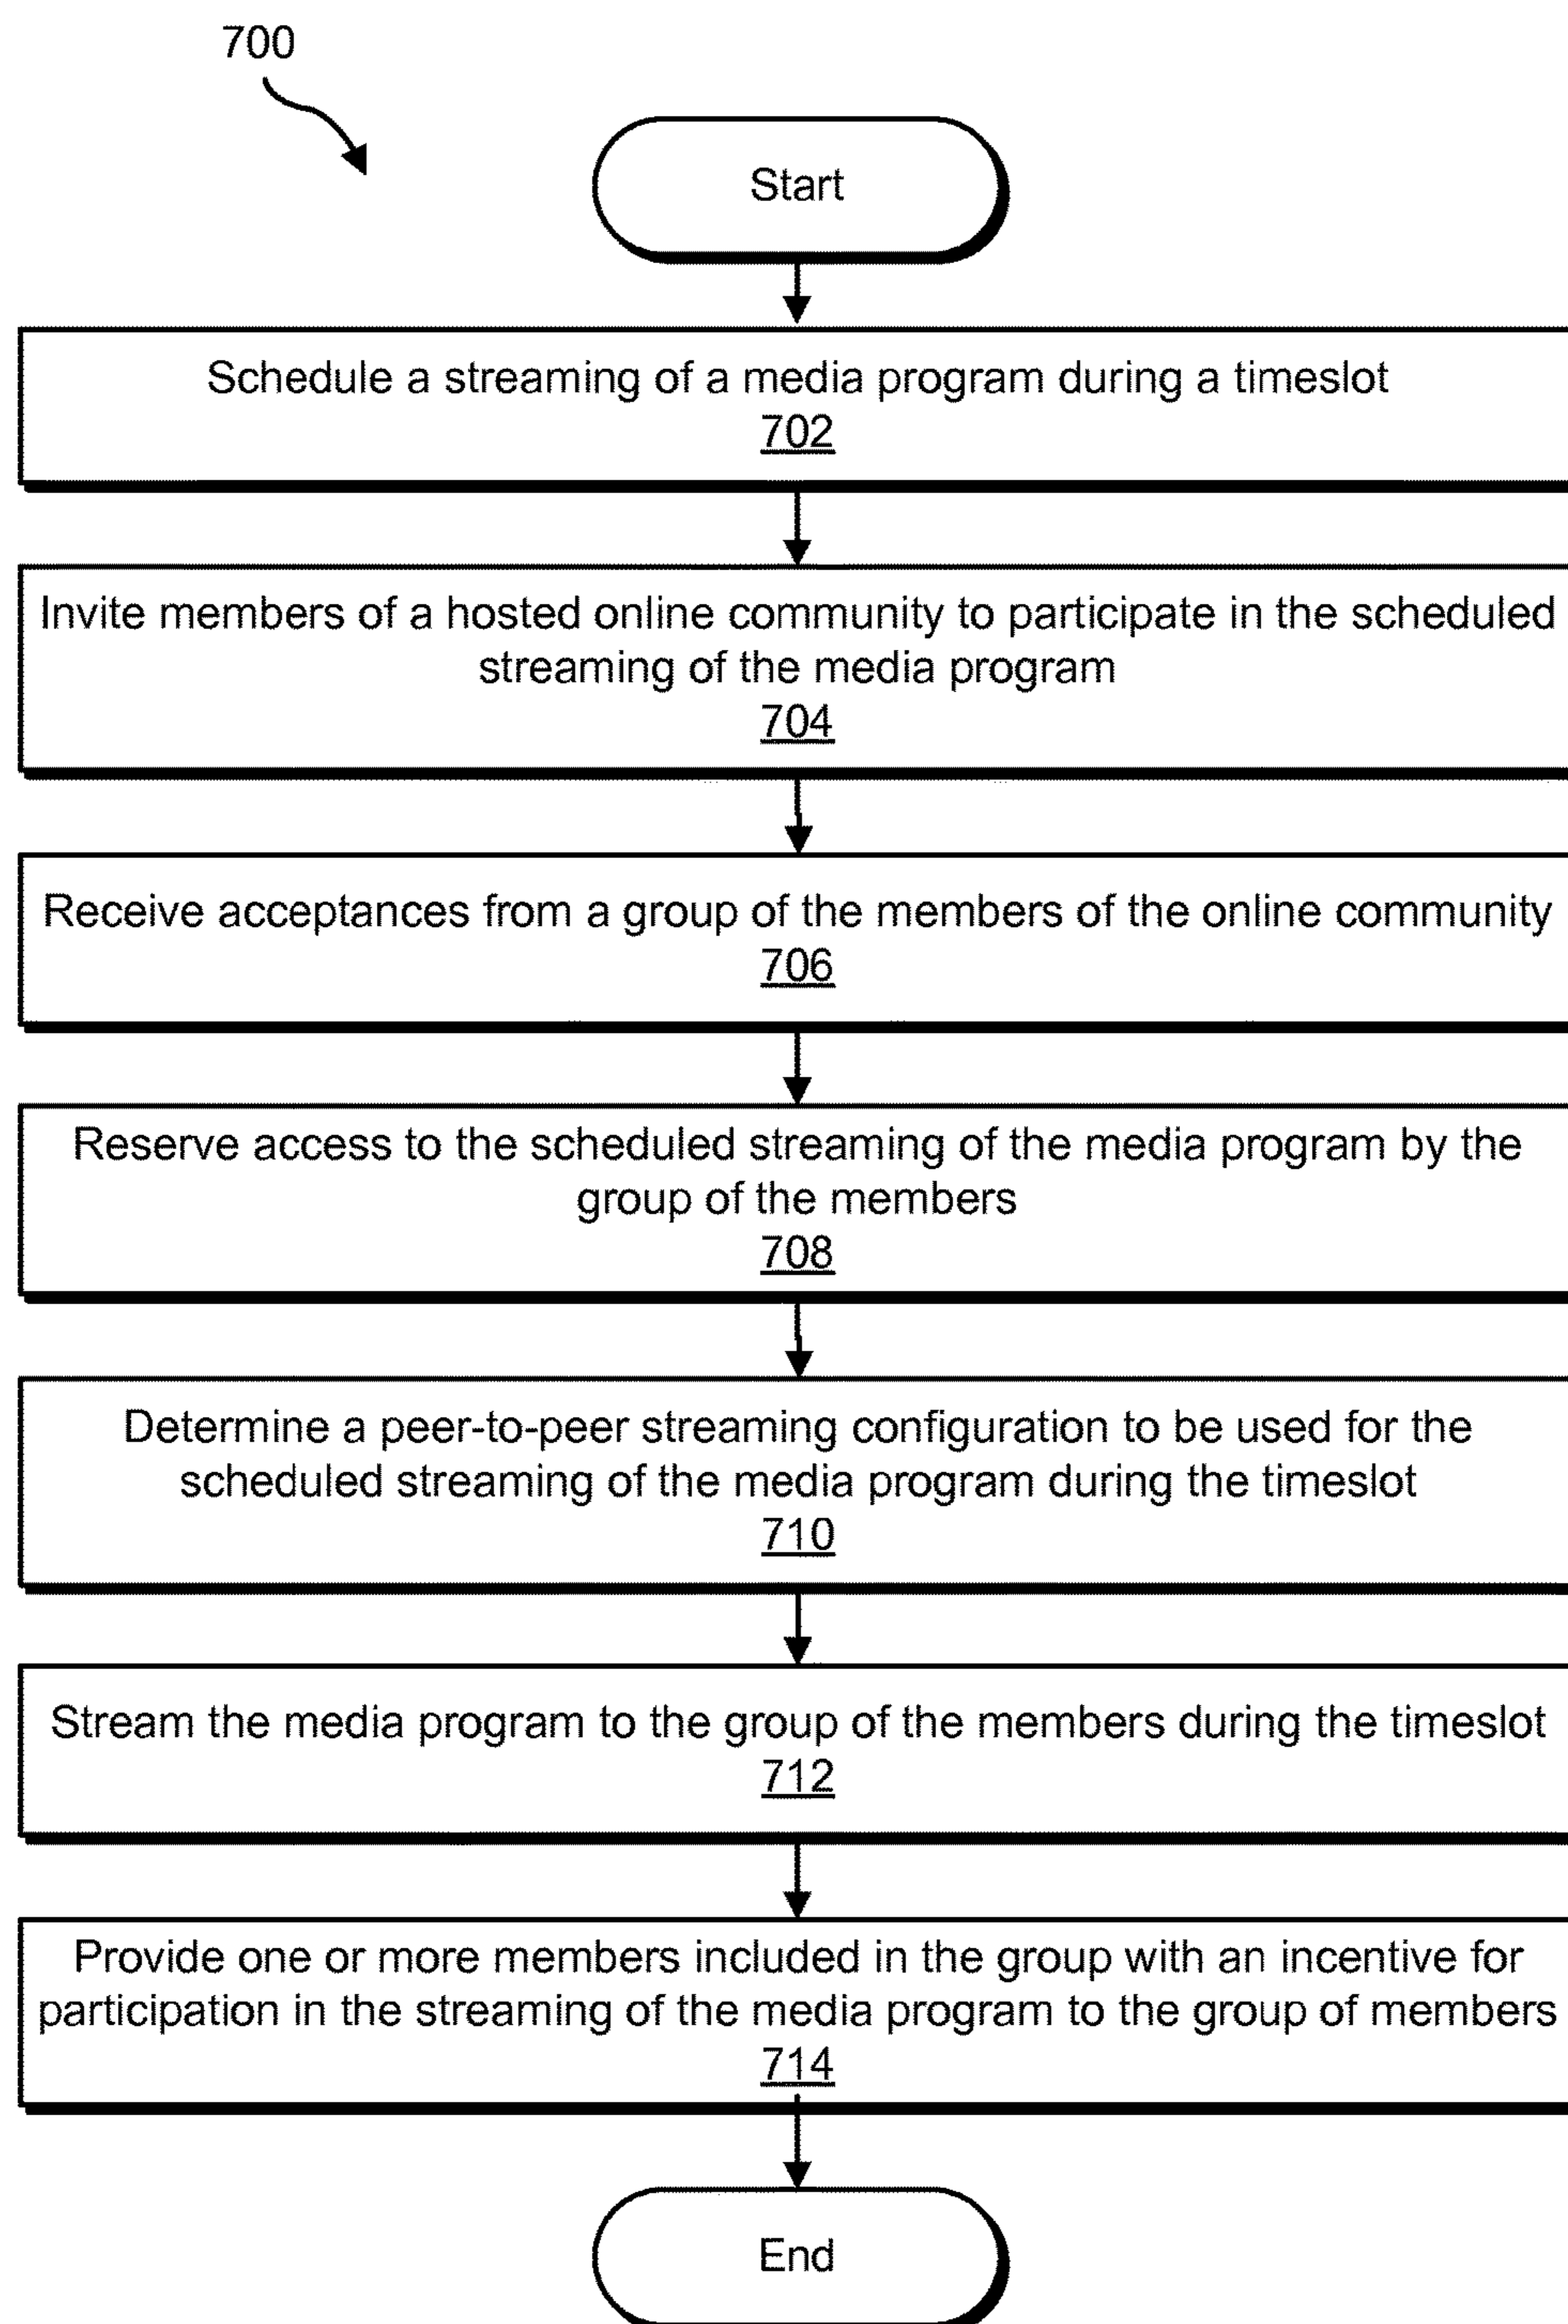 700
Start
Schedule a streaming of a media program during a timeslot
702
Invite members of a hosted online community to participate in the scheduled
streaming of the media program
704
Receive acceptances from a group of the members of the online community
706
Reserve access to the scheduled streaming of the media program by the
group of the members
708
Determine a peer-to-peer streaming configuration to be used for the
scheduled streaming of the media program during the timeslot
710
Stream the media program to the group of the members during the timeslot
712
Provide one or more members included in the group with an incentive for
participation in the streaming of the media program to the group of members
714
End